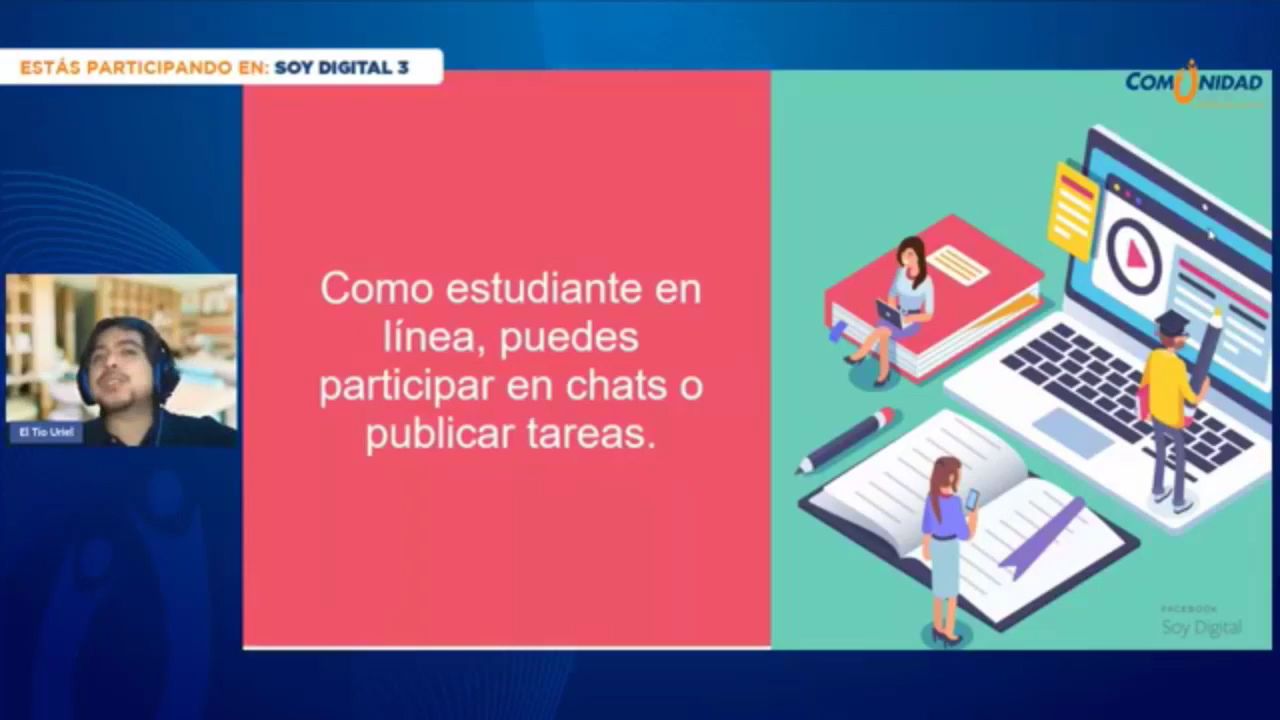 ESTÁS PARTICIPANDO EN: SOY DIGITAL 3
COMUNIDAD
Como estudiante en
línea, puedes
participar en chats o
publicar tareas.
El Tio Uriel
FACEBOOK
Soy Digital